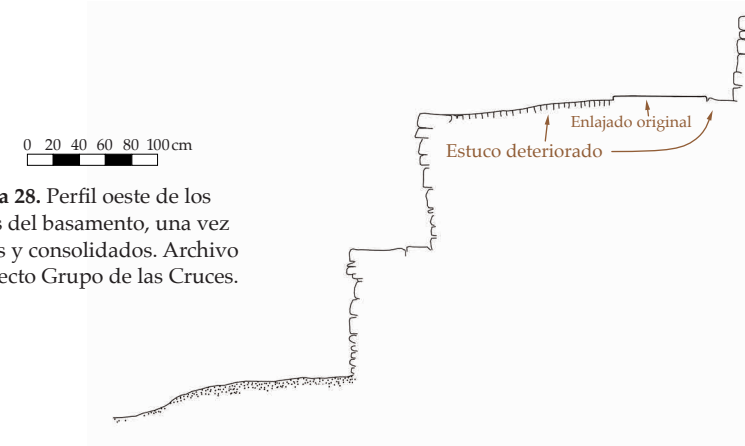 0 20 40 60 80 100 cm
a 28. Perfil oeste de los
s del basamento, una vez
s y consolidados. Archivo
ecto Grupo de las Cruces.
Enlajado original
Estuco deteriorado